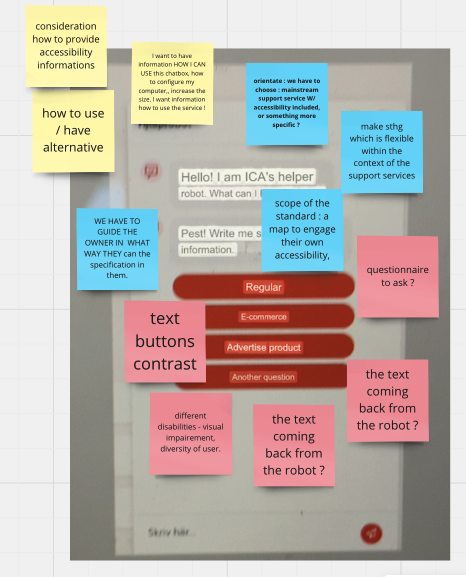 consideration
how to provide
accessibility
informations
I want to have
information HOW I CAN
USE this chatbox, how
to configure my
computer,, increase the
size. I want information
how to use the service !
how to use
/ have
alternative
orientate : we have to
choose : mainstream
support service W/
accessibility included,
or something more
specific ?
make sthg
which is flexible
within the
context of the
support services
Hello! I am ICA's helper
robot. What can I
scope of the
standard : a
map to engage
their own
accessibility,
WE HAVE TO
GUIDE THE
OWNER IN WHAT
WAY THEY can the
specification in
them.
Pest! Write me s
information.
questionnaire
to ask ?
Regular
E-commerce
Advertise product
Another question
text
buttons
contrast
the text
coming
back from
the robot ?
different
disabilities - visual
impairement,
diversity of user.
the text
coming
back from
the robot ?
Skriv här...